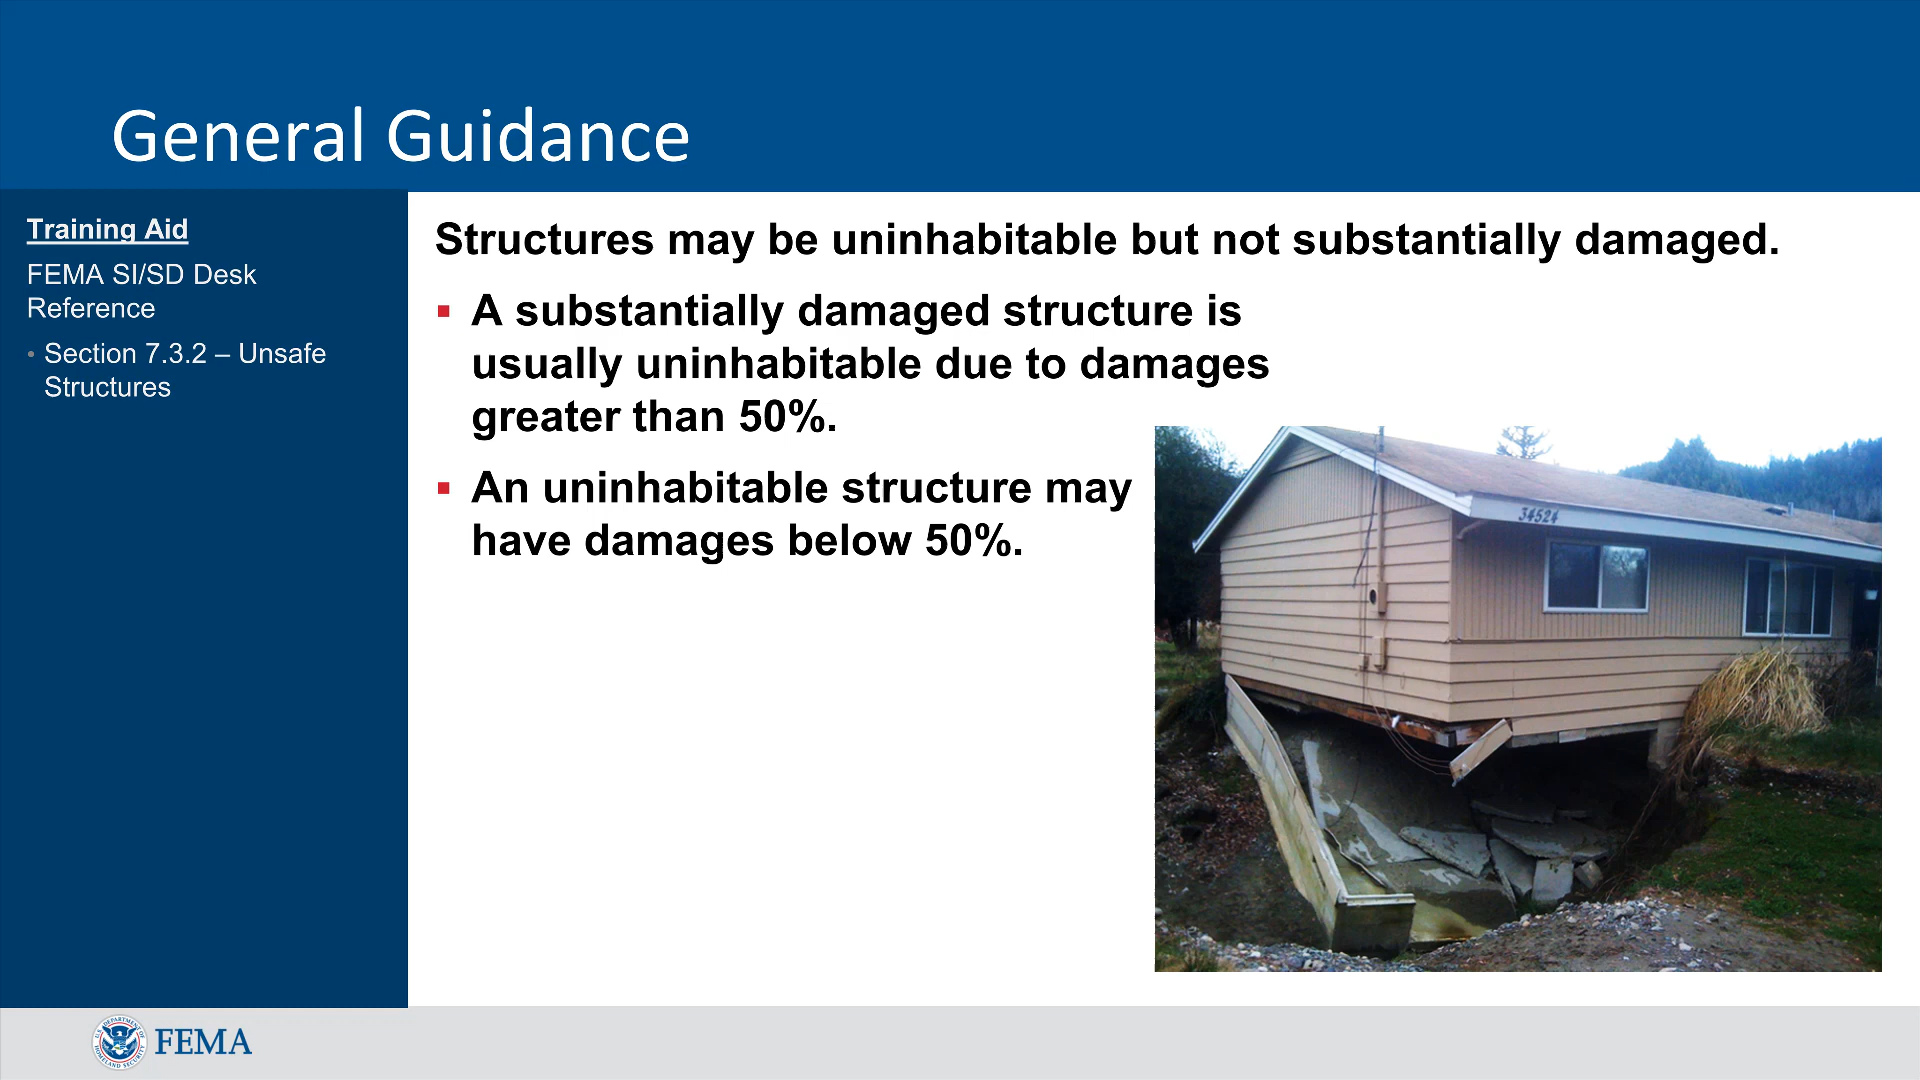 General Guidance
Training Aid
FEMA SI/SD Desk
Reference
• Section 7.3.2 – Unsafe
Structures
Structures may be uninhabitable but not substantially damaged.
▪ A substantially damaged structure is
usually uninhabitable due to damages
greater than 50%.
▪ An uninhabitable structure may
have damages below 50%.
34524
FEMA